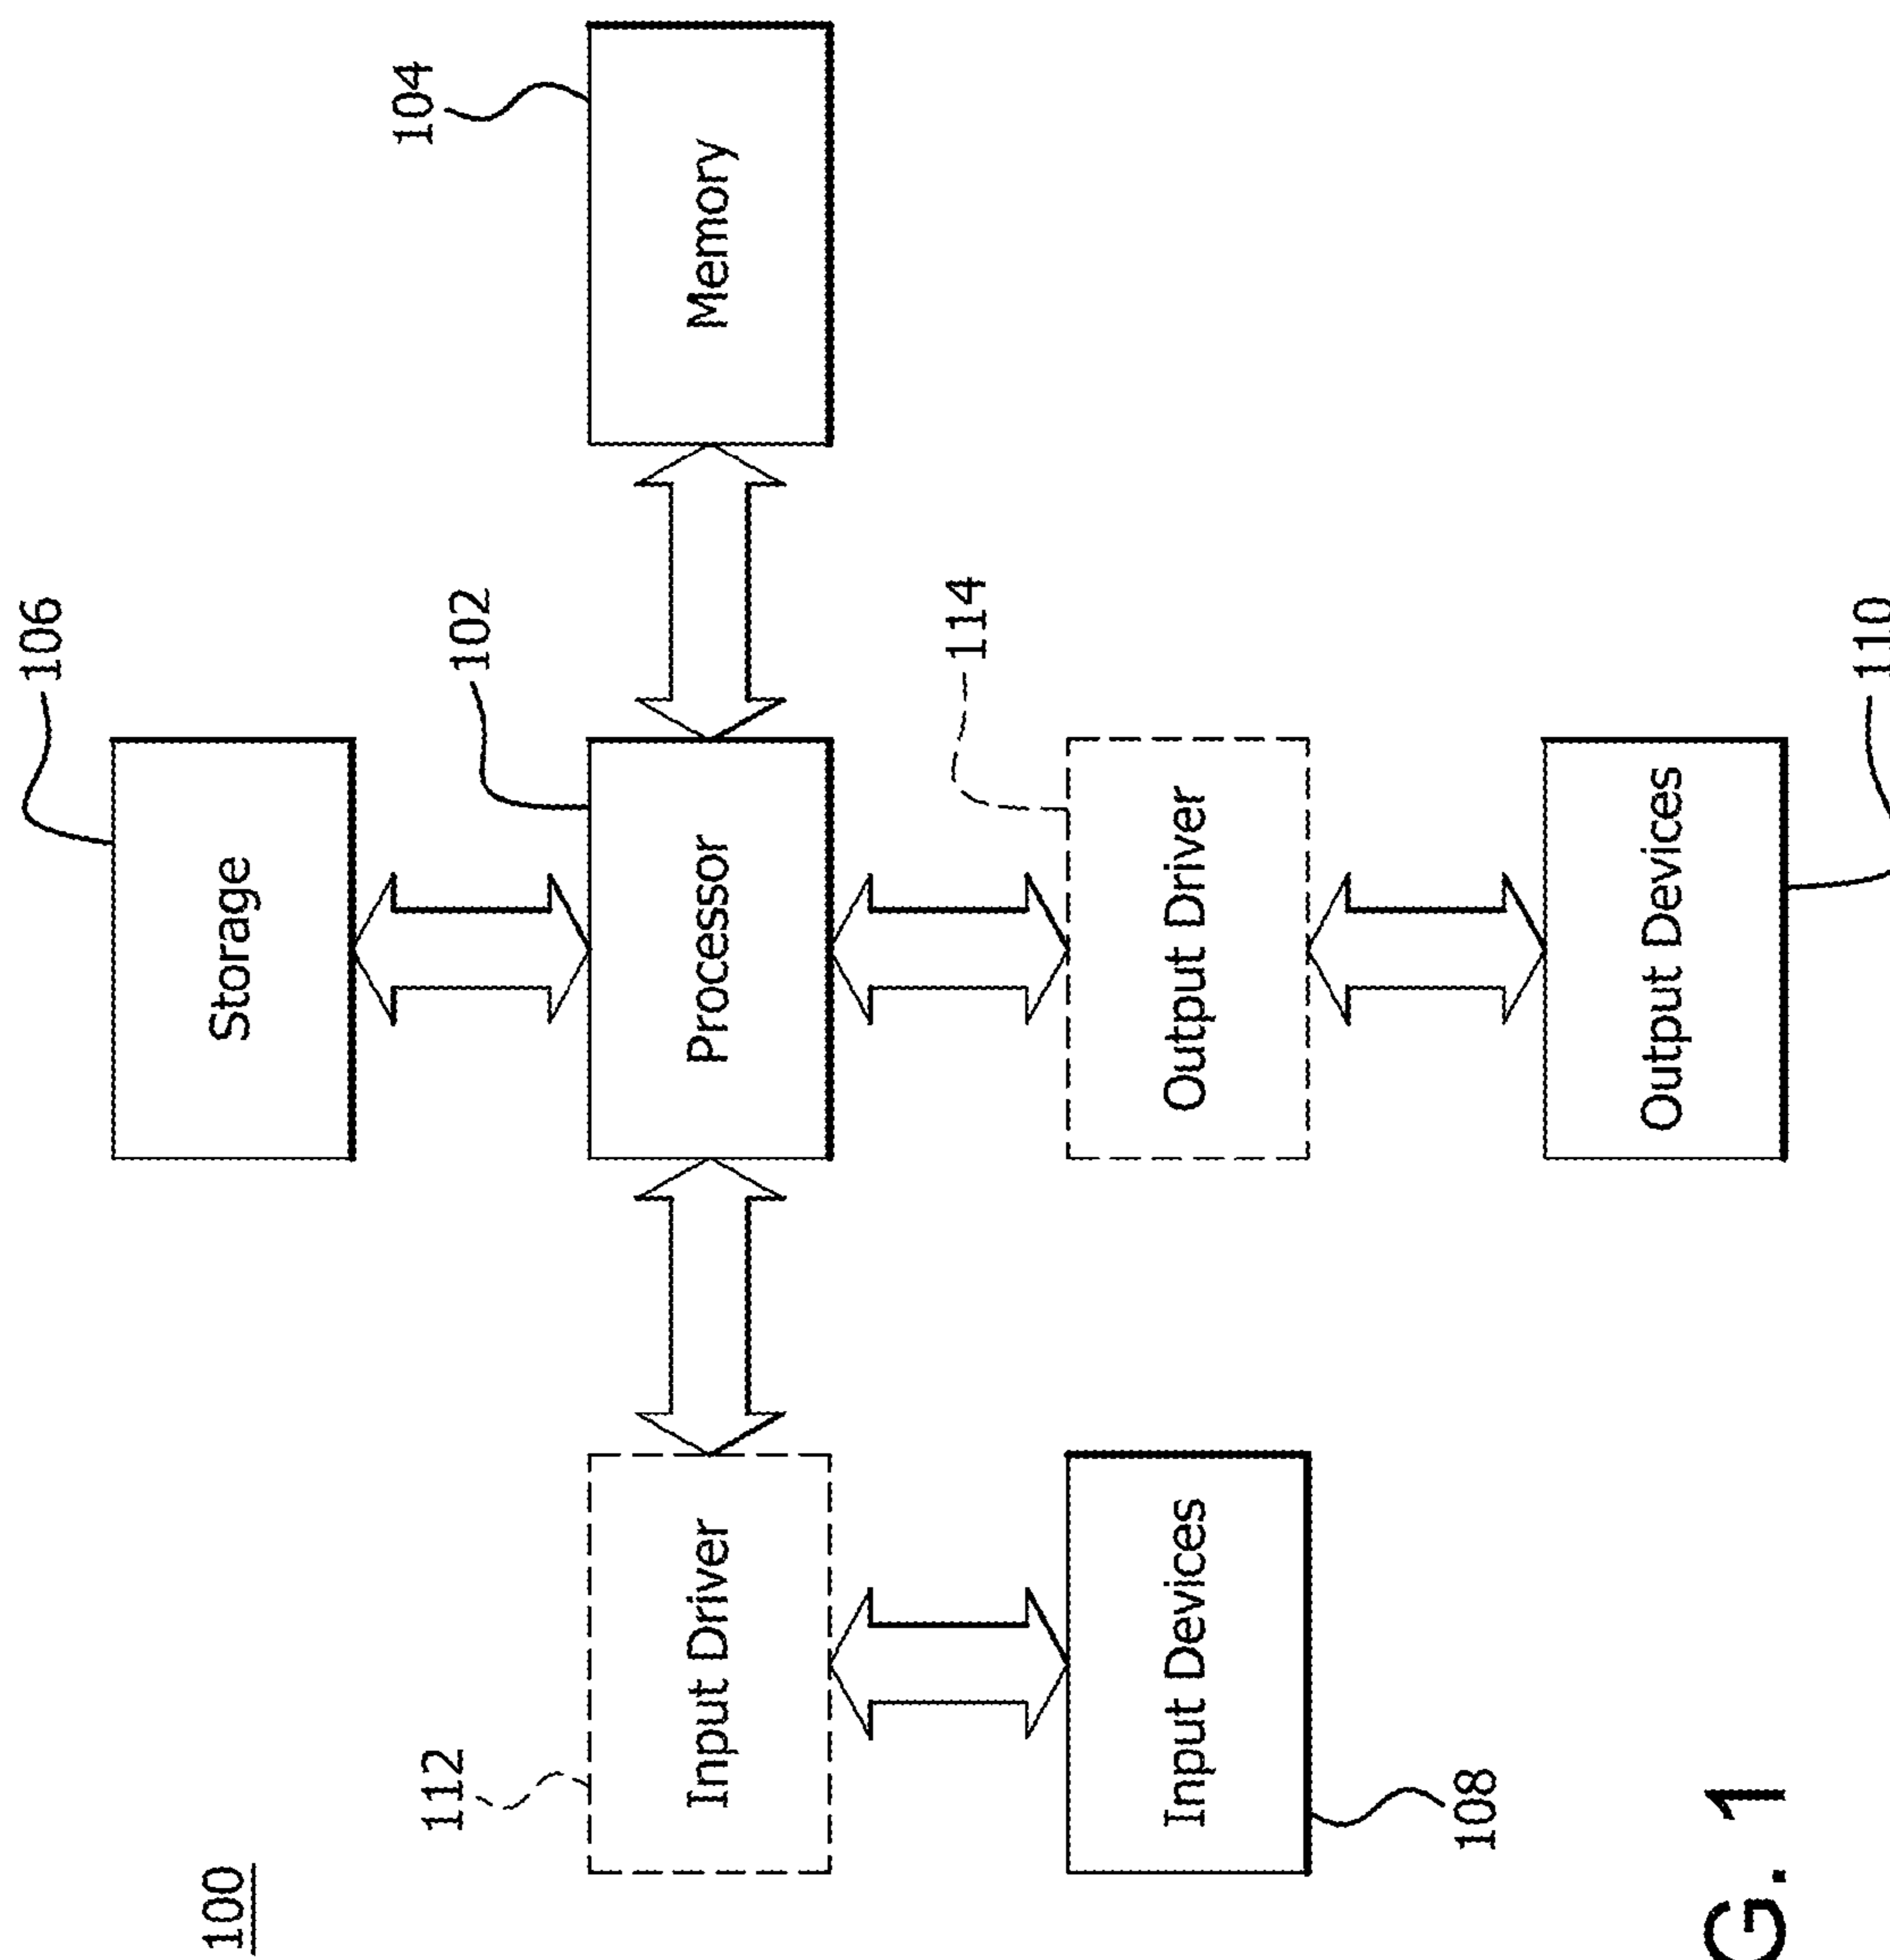 100
106
Storage
102
104
112
Input Driver
Processor
Memory
114
Input Devices
Output Driver
108
Output Devices
110
G. 1